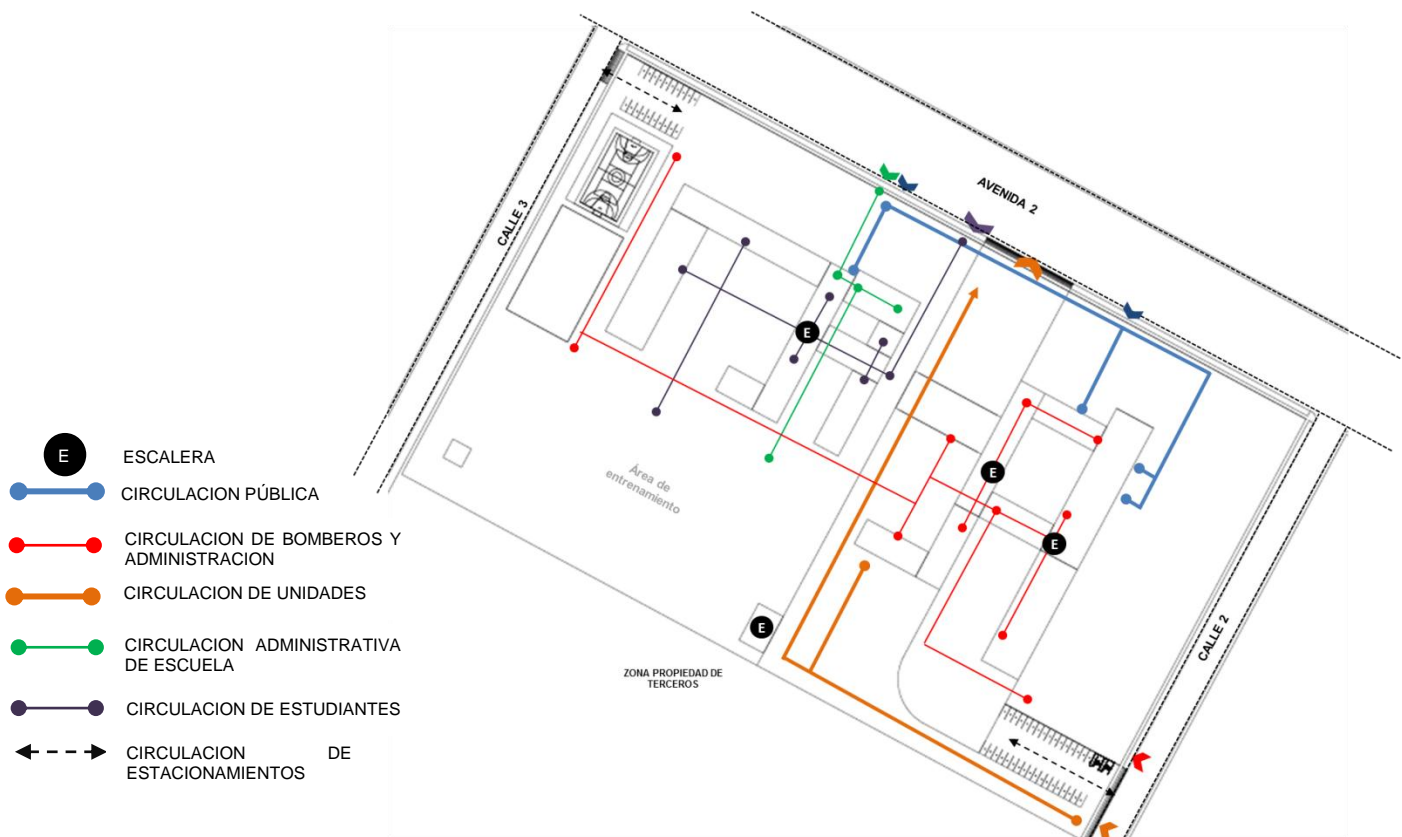 AVENIDA 2
CALLE 3
E
E
E
E
Área de
entrenamiento
CALLE 2
ZONA PROPIEDAD DE
TERCEROS
E
ESCALERA
CIRCULACION PÚBLICA
CIRCULACION DE BOMBEROS Y
ADMINISTRACION
CIRCULACION DE UNIDADES
CIRCULACION ADMINISTRATIVA
DE ESCUELA
CIRCULACION DE ESTUDIANTES
CIRCULACION DE
ESTACIONAMIENTOS